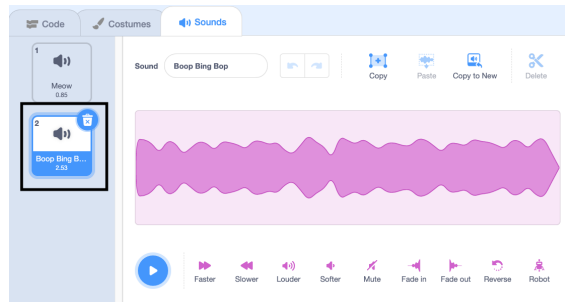 Code Costumes Sounds
1
Meow
0.85
2
Boop Bing B...
2.53
Sound Boop Bing Bop
Copy Paste Copy to New Delete
Faster Slower Louder Softer Mute Fade in Fade out Reverse Robot